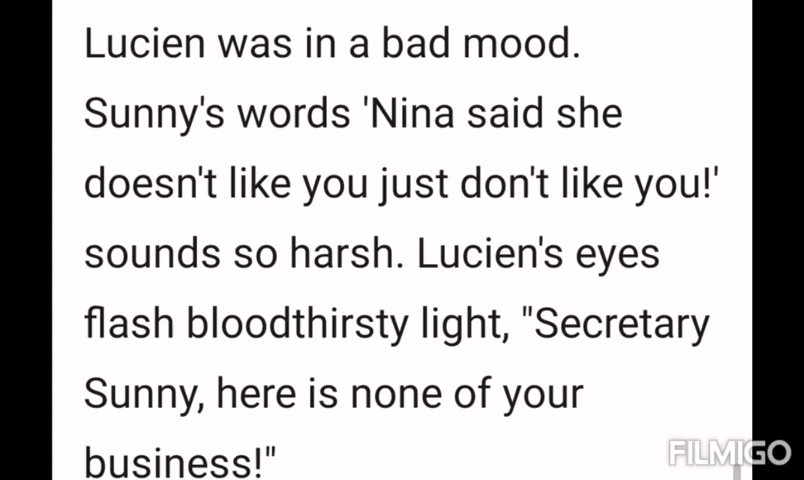 Lucien was in a bad mood.
Sunny's words 'Nina said she
doesn't like you just don't like you!'
sounds so harsh. Lucien's eyes
flash bloodthirsty light, "Secretary
Sunny, here is none of your
business!"
FILMIGO